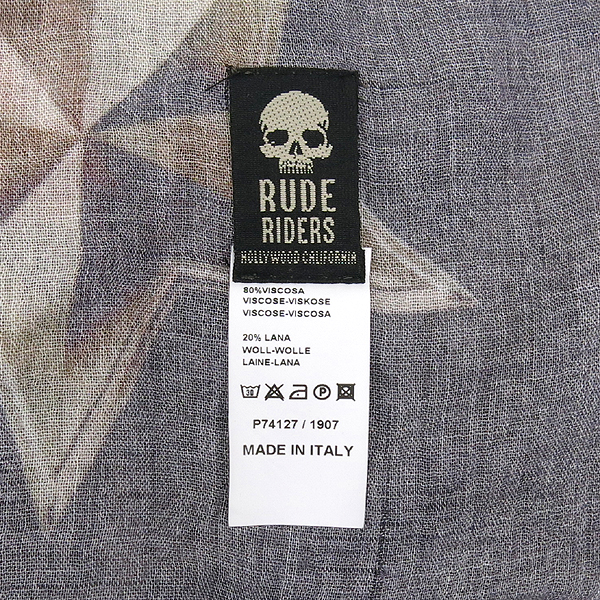 RUDE
RIDERS
HOLLYWOOD CALIFORNIA
80%VISCOSA
VISCOSE-VISKOSE
VISCOSE-VISCOSA
20% LANA
WOLL-WOLLE
LAINE-LANA
30 P
P74127 / 1907
MADE IN ITALY